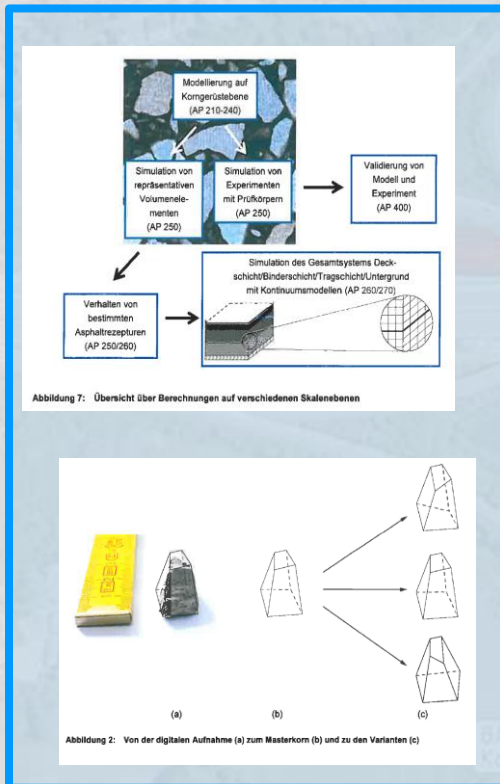 Modellierung auf
Korngerüstebene
(AP 210-240)
Simulation von
repräsentativen
Volumenele-
menten
(AP 250)
Simulation von
Experimenten
mit Prüfkörpern
(AP 250)
Validierung von
Modell und
Experiment
(AP 400)
Verhalten von
bestimmten
Asphaltrezepturen
(AP 250/260)
Simulation des Gesamtsystems Deck-
schicht/Binderschicht/Tragschicht/Untergrund
mit Kontinuumsmodellen (AP 260/270)
Abbildung 7: Übersicht über Berechnungen auf verschiedenen Skalenebenen
(a)
(b)
(c)
Abbildung 2: Von der digitalen Aufnahme (a) zum Masterkorn (b) und zu den Varianten (c)